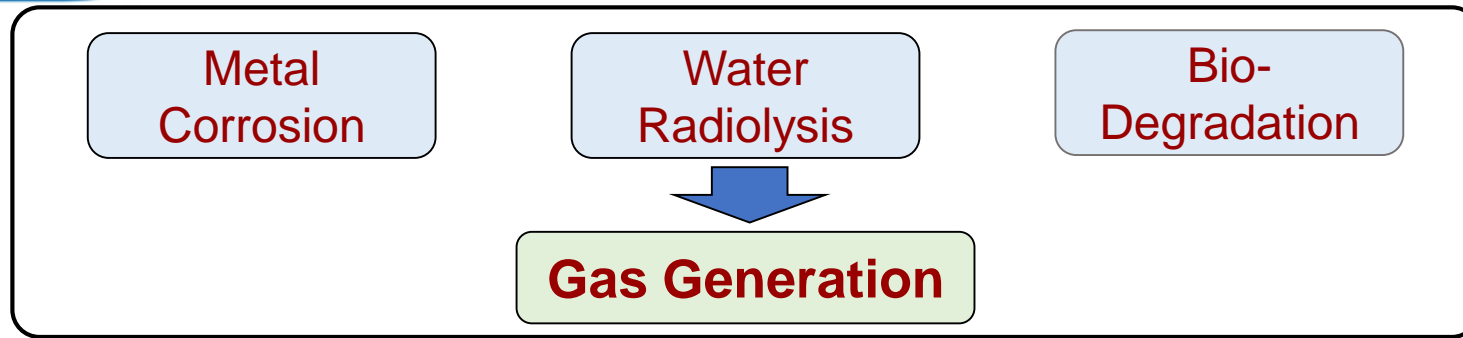 Metal
Corrosion
Water
Radiolysis
Bio-
Degradation
Gas Generation